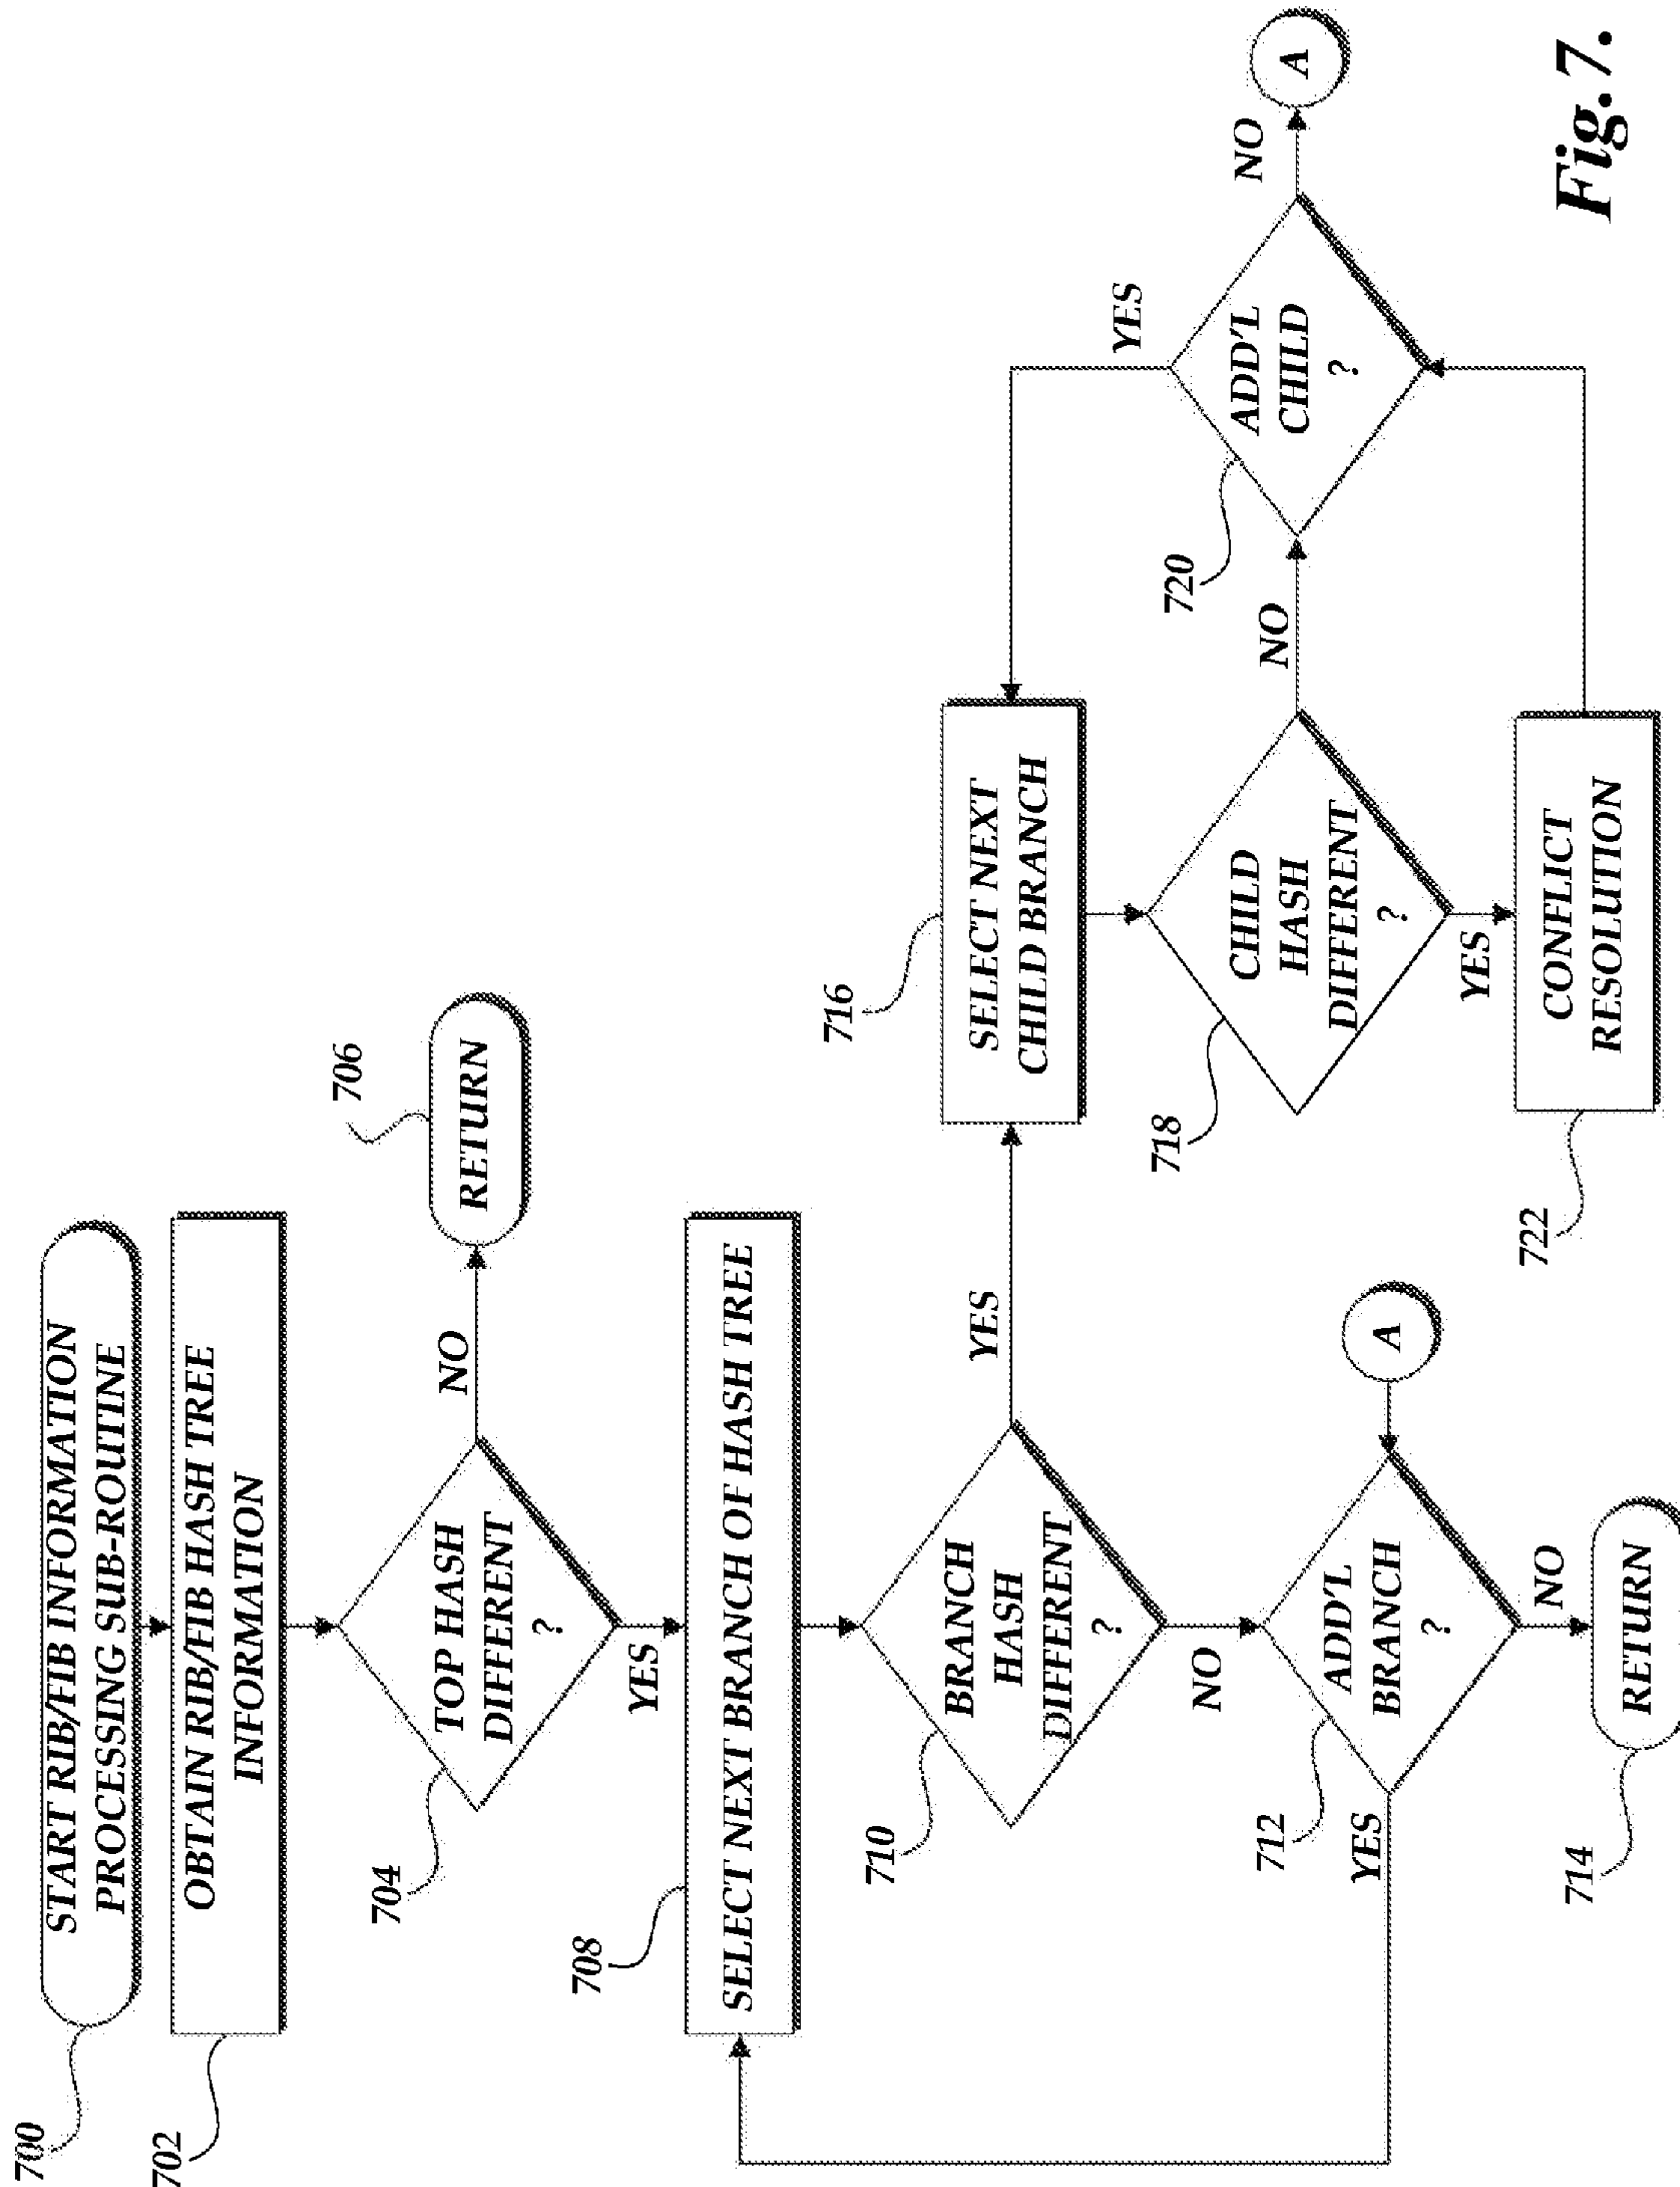 700
START RIB/FIB INFORMATION
PROCESSING SUB-ROUTINE
702
OBTAIN RIB/FIB HASH TREE
INFORMATION
704
TOP HASH
DIFFERENT
?
NO
706
RETURN
YES
708
SELECT NEXT BRANCH OF HASH TREE
710
BRANCH
HASH
DIFFERENT
?
YES
NO
712
ADD'L
BRANCH
?
A
YES
NO
714
RETURN
716
SELECT NEXT
CHILD BRANCH
718
CHILD
HASH
DIFFERENT
?
NO
YES
720
ADD'L
CHILD
?
YES
NO
A
722
CONFLICT
RESOLUTION
Fig.7.